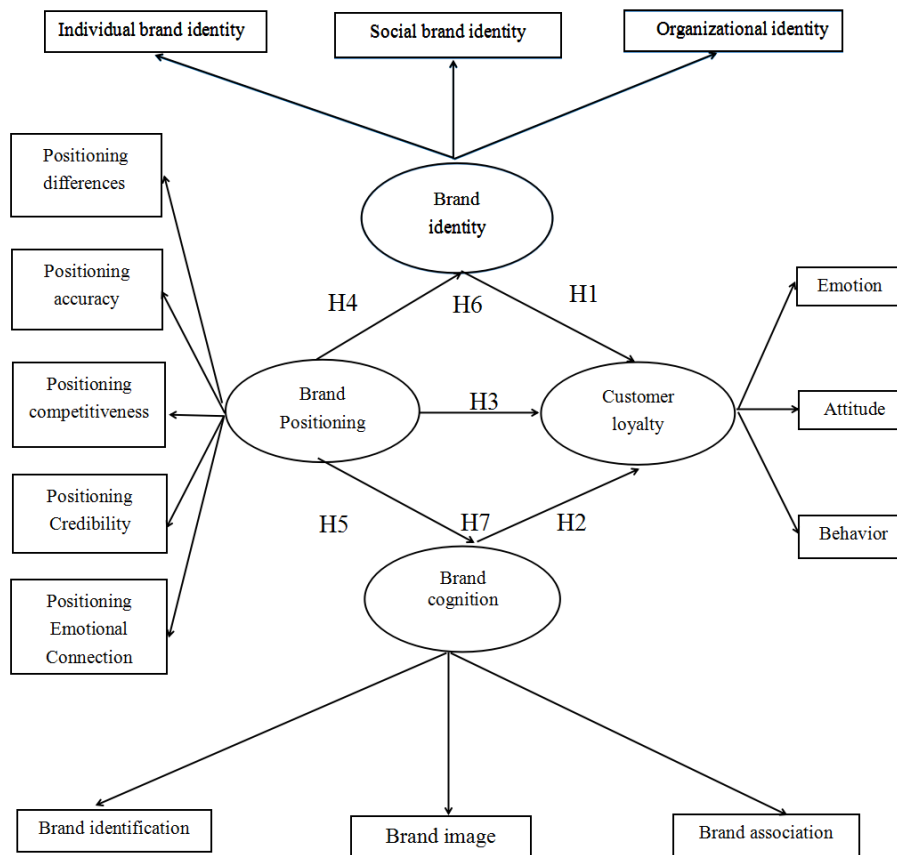 Individual brand identity
Social brand identity
Organizational identity
Positioning
differences
Brand
identity
Positioning
accuracy
H4
H6
H1
Emotion
Positioning
competitiveness
Brand
Positioning
H3
Customer
loyalty
Attitude
Positioning
Credibility
H5
H7
H2
Behavior
Brand
cognition
Positioning
Emotional
Connection
Brand identification
Brand image
Brand association